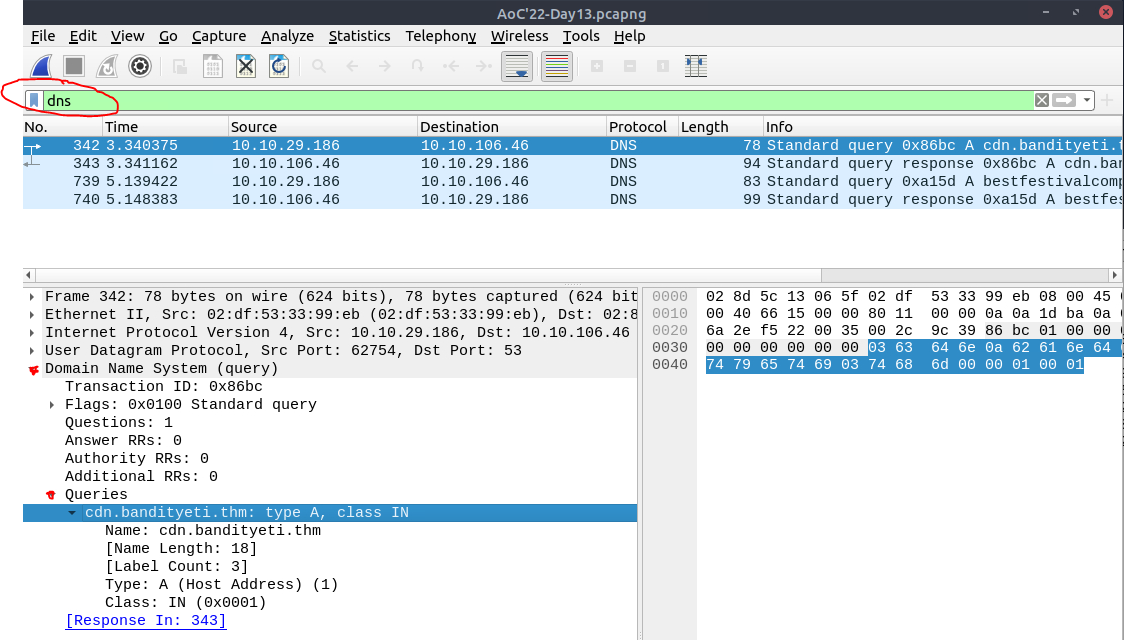 AoC'22-Day13.pcapng
File Edit View Go Capture Analyze Statistics Telephony Wireless Tools Help
dns
No. Time Source Destination Protocol Length Info
342 3.340375 10.10.29.186 10.10.106.46 DNS 78 Standard query 0x86bc A cdn.bandityeti.t
343 3.341162 10.10.106.46 10.10.29.186 DNS 94 Standard query response 0x86bc A cdn.ban
739 5.139422 10.10.29.186 10.10.106.46 DNS 83 Standard query 0xa15d A bestfestivalcomp
740 5.148383 10.10.106.46 10.10.29.186 DNS 99 Standard query response 0xa15d A bestfes
Frame 342: 78 bytes on wire (624 bits), 78 bytes captured (624 bit
Ethernet II, Src: 02:df:53:33:99:eb (02:df:53:33:99:eb), Dst: 02:8
Internet Protocol Version 4, Src: 10.10.29.186, Dst: 10.10.106.46
User Datagram Protocol, Src Port: 62754, Dst Port: 53
Domain Name System (query)
Transaction ID: 0x86bc
Flags: 0x0100 Standard query
Questions: 1
Answer RRs: 0
Authority RRs: 0
Additional RRs: 0
Queries
cdn.bandityeti.thm: type A, class IN
Name: cdn.bandityeti.thm
[Name Length: 18]
[Label Count: 3]
Type: A (Host Address) (1)
Class: IN (0x0001)
[Response In: 343]
0000 02 8d 5c 13 06 5f 02 df 53 33 99 eb 08 00 45 0
0010 00 40 66 15 00 00 80 11 00 00 0a 0a 1d ba 0a 0
0020 6a 2e f5 22 00 35 00 2c 9c 39 86 bc 01 00 00 0
0030 00 00 00 00 00 00 03 63 64 6e 0a 62 61 6e 64
0040 74 79 65 74 69 03 74 68 6d 00 00 01 00 01